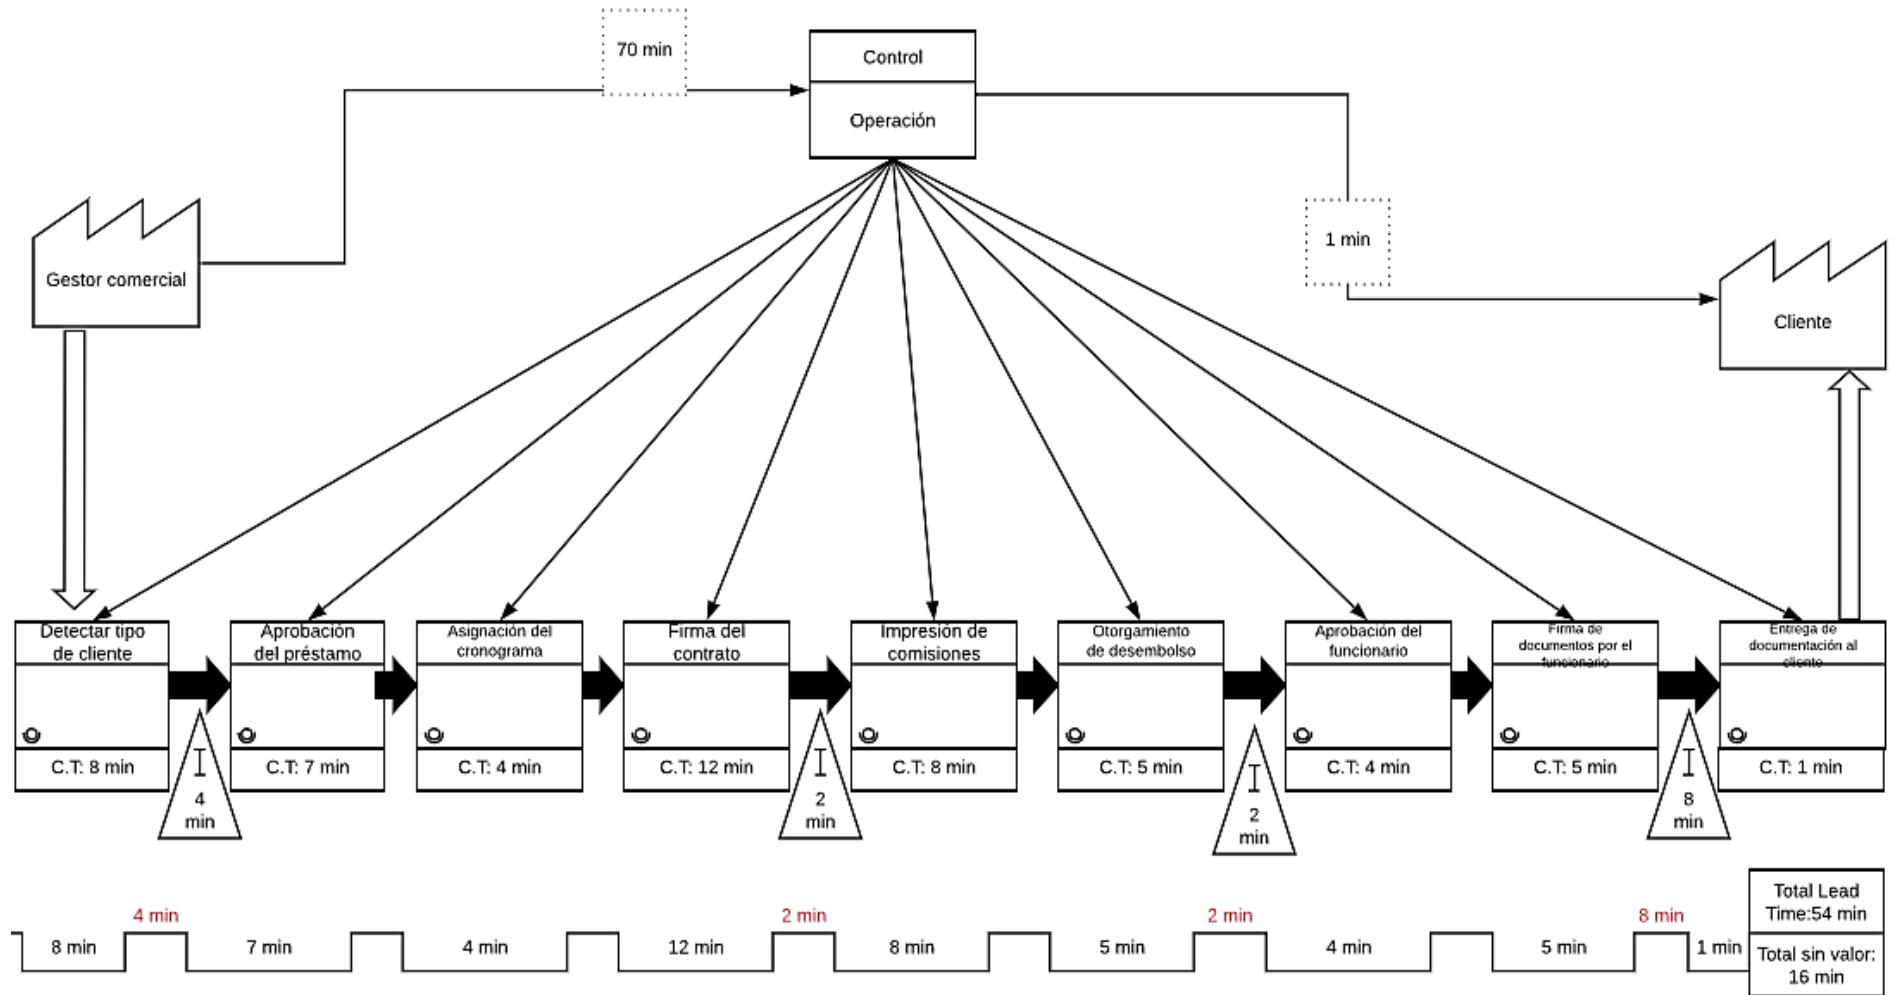 70 min
Control
Operación
1 min
Gestor comercial
Cliente
Detectar tipo
de cliente
C.T: 8 min
Aprobación
del préstamo
C.T: 7 min
Asignación del
cronograma
C.T: 4 min
Firma del
contrato
C.T: 12 min
Impresión de
comisiones
C.T: 8 min
Otorgamiento
de desembolso
C.T: 5 min
Aprobación del
funcionario
C.T: 4 min
Firma de
documentos por el
funcionario
C.T: 5 min
Entrega de
documentación al
cliente
C.T: 1 min
I
4
min
I
2
min
I
2
min
I
8
min
4 min
2 min
2 min
8 min
8 min
7 min
4 min
12 min
8 min
5 min
4 min
5 min
1 min
Total Lead
Time:54 min
Total sin valor:
16 min